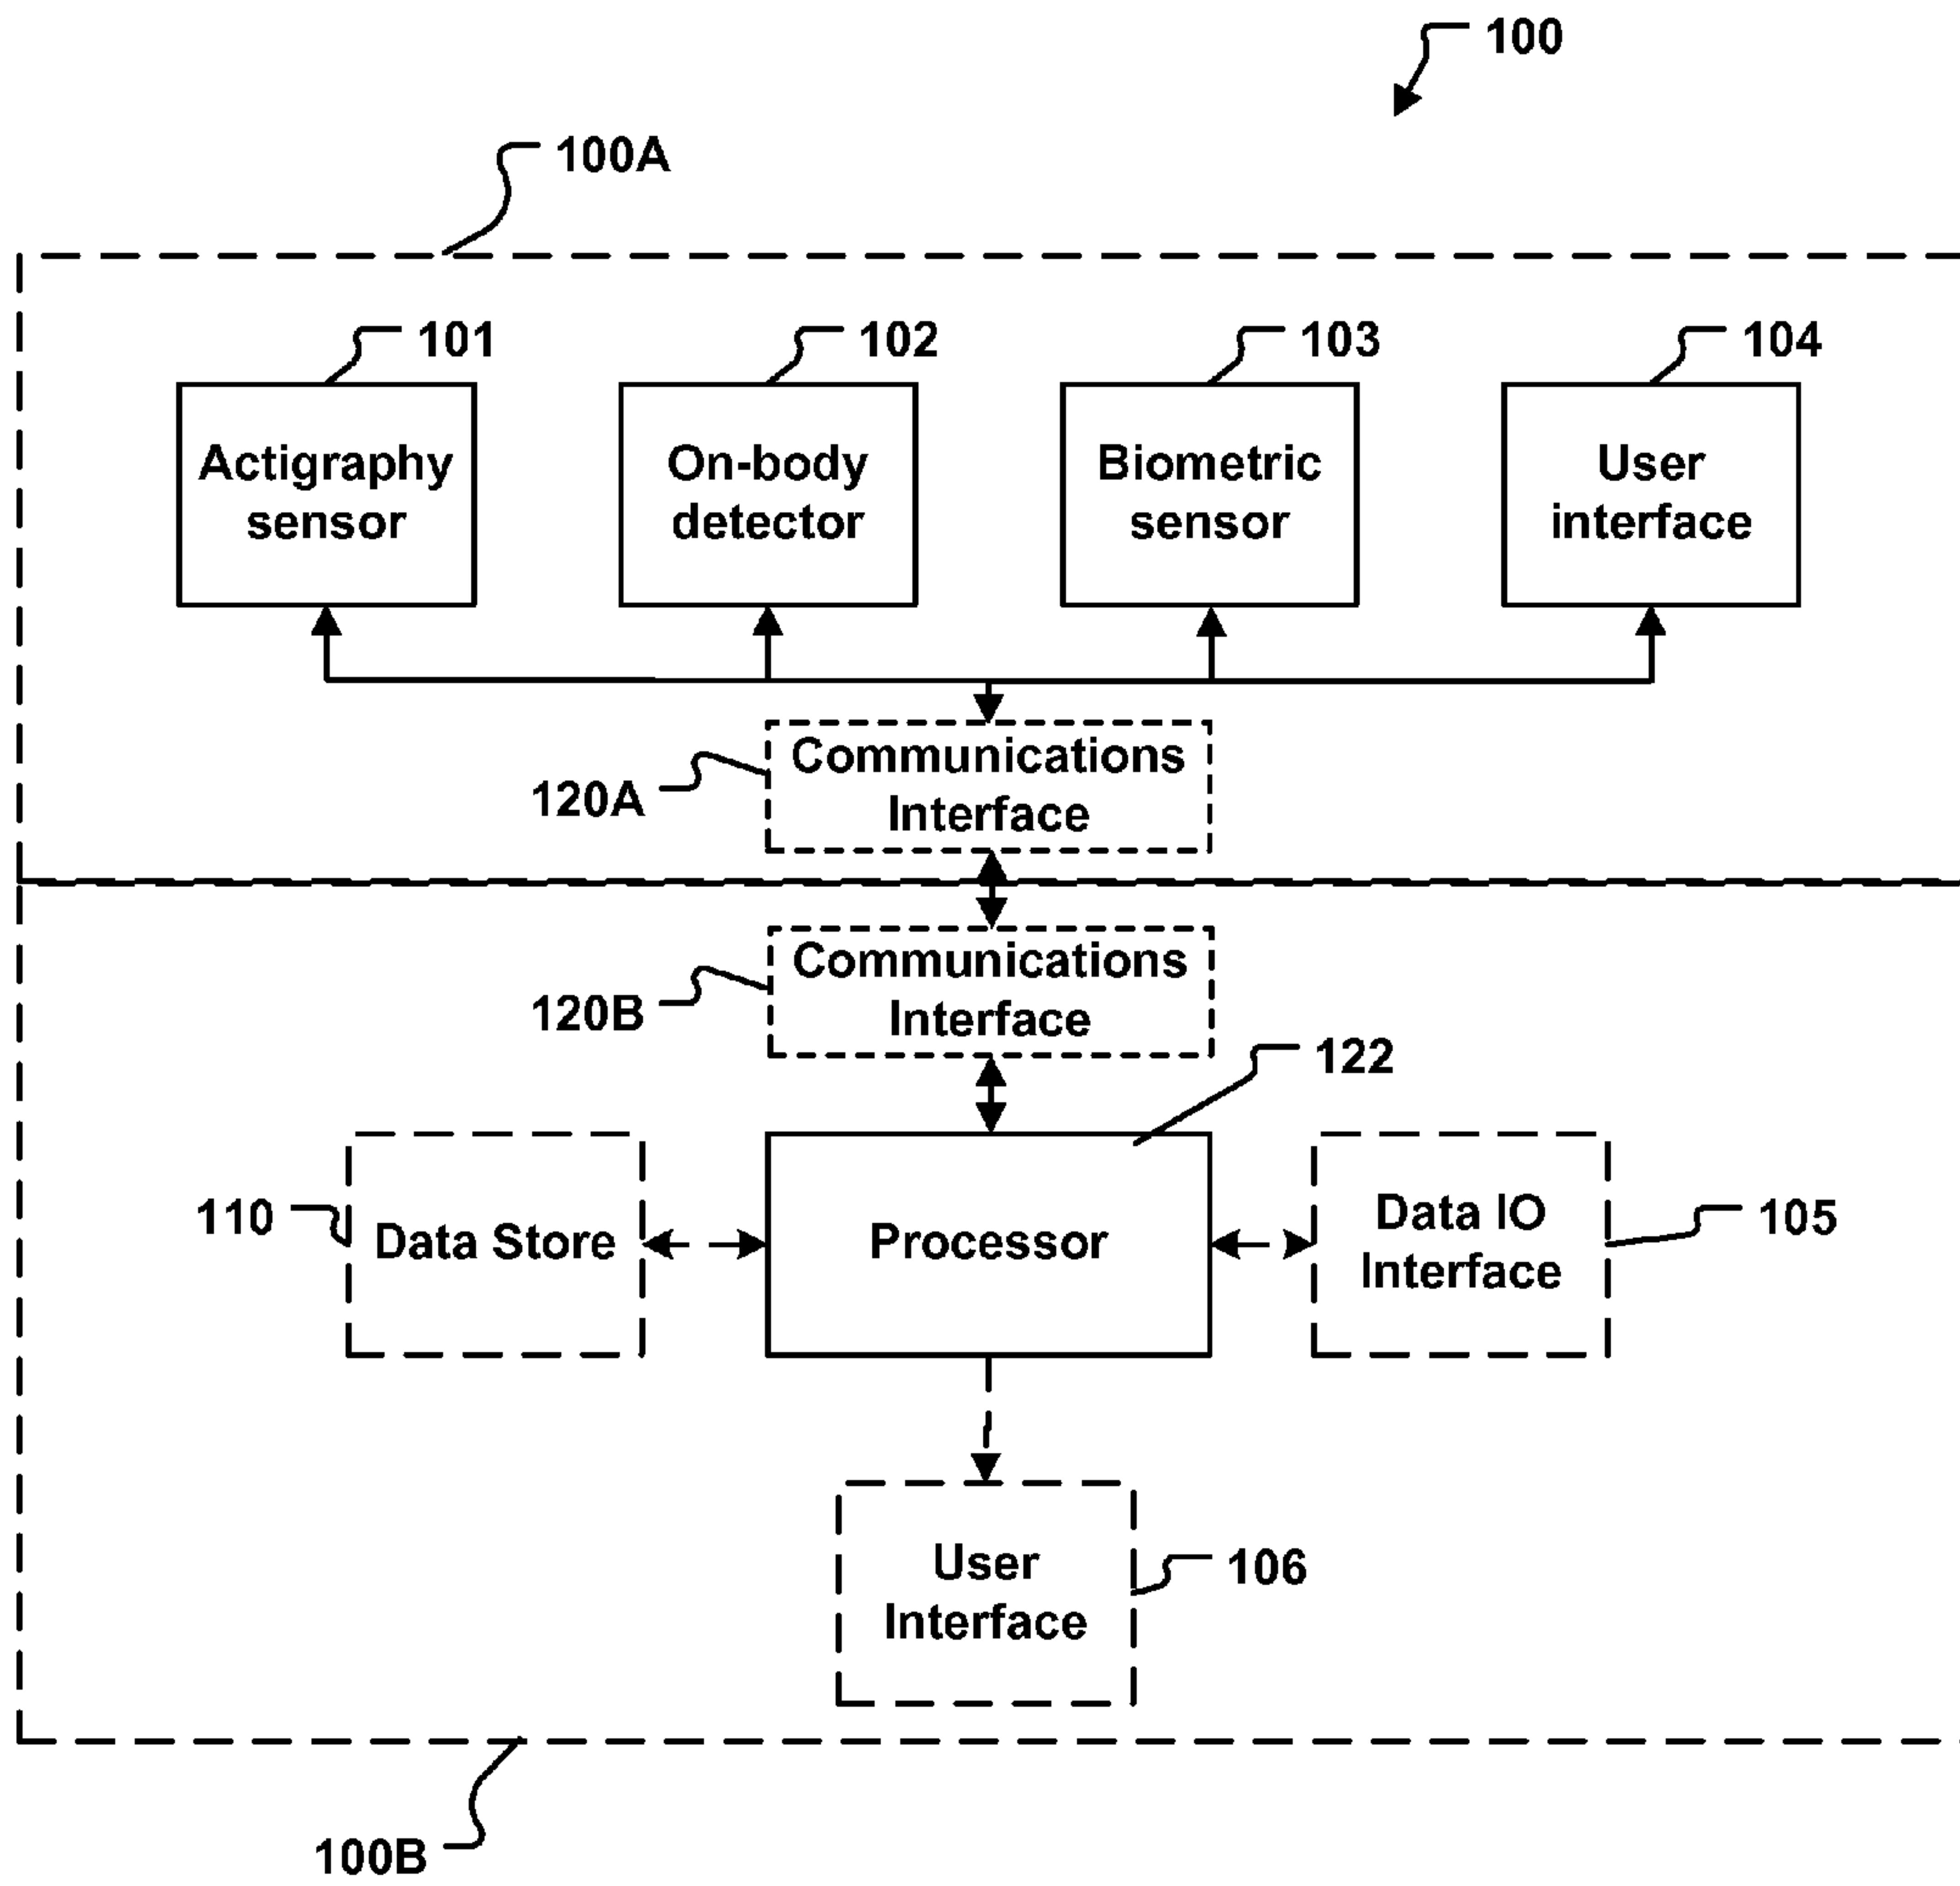 100
100A
101
102
103
104
Actigraphy
sensor
On-body
detector
Biometric
sensor
User
interface
120A
Communications
Interface
120B
Communications
Interface
122
110
Data Store
Processor
Data IO
Interface
105
User
Interface
106
100B